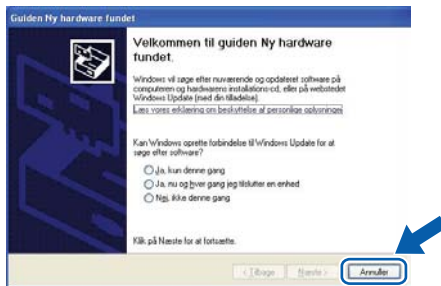 Guiden Ny hardware fundet
Velkommen til guiden Ny hardware
fundet.
Windows vil søge efter nuværende og opdateret software på
computeren og hardwarens installations-cd, eller på webstedet
Windows Update (med din tilladelse).
Læs vores erklæring om beskyttelse af personlige oplysninger
Kan Windows oprette forbindelse til Windows Update for at
søge efter software?
Ja, kun denne gang
Ja, nu og hver gang jeg tilslutter en enhed
Nej, ikke denne gang
Klik på Næste for at fortsætte.
< Tilbage Næste > Annuller